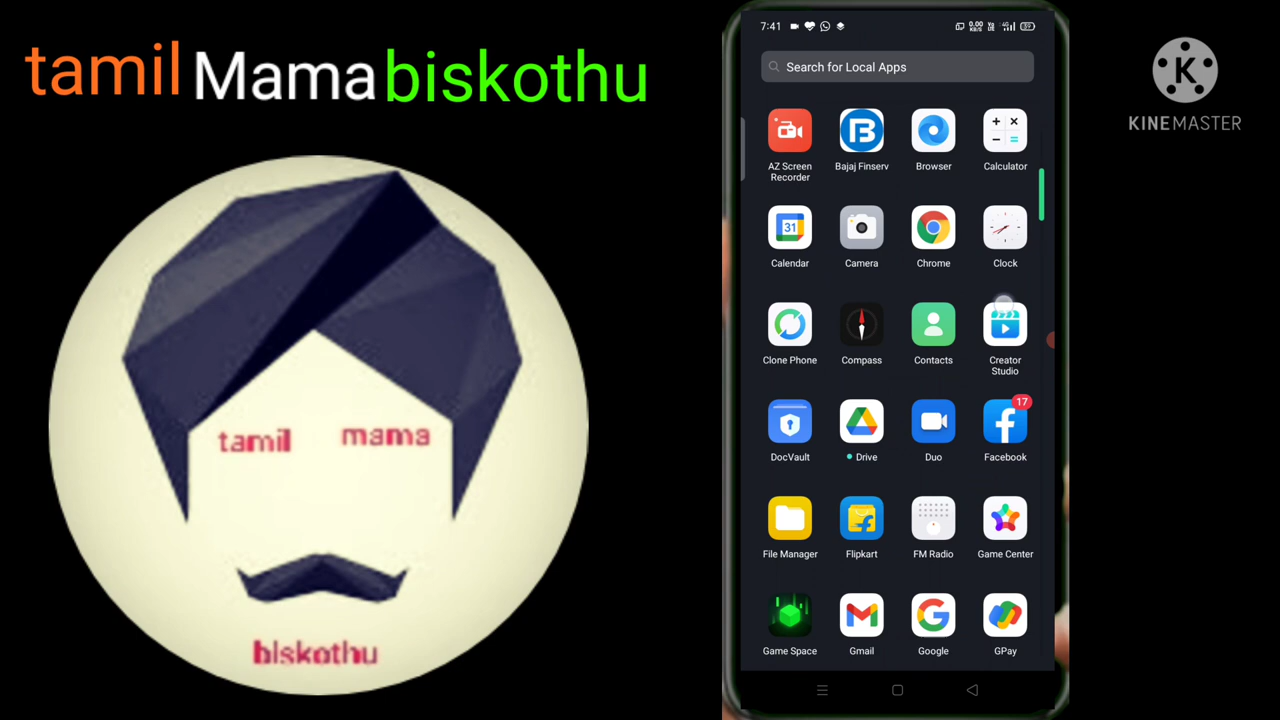 tamil Mama biskothu
KINEMASTER
tamil mama
biskothu
7:41
Search for Local Apps
AZ Screen Recorder
Bajaj Finserv
Browser
Calculator
31
Calendar
Camera
Chrome
Clock
Clone Phone
Compass
Contacts
Creator Studio
17
DocVault
Drive
Duo
Facebook
File Manager
Flipkart
FM Radio
Game Center
Game Space
Gmail
Google
GPay